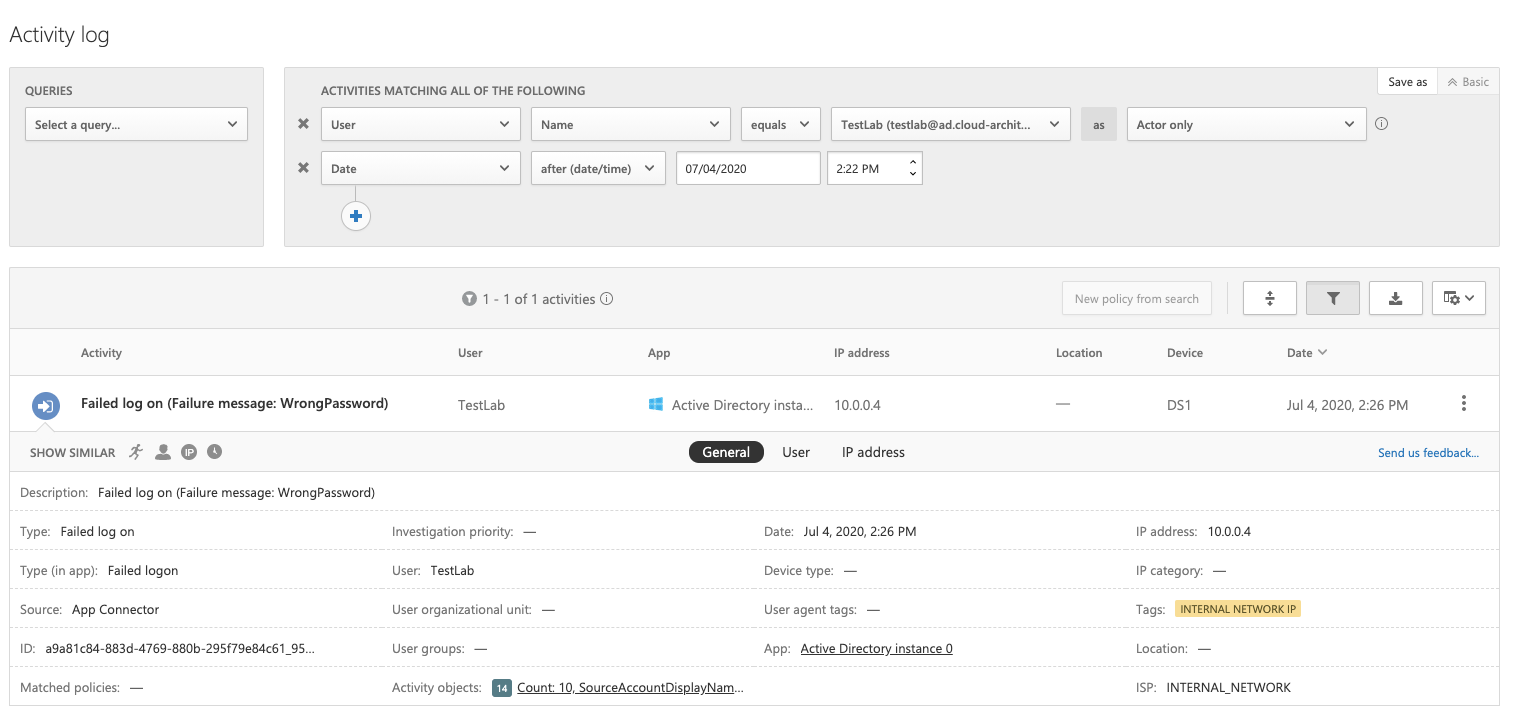 Activity log
QUERIES
Select a query...
ACTIVITIES MATCHING ALL OF THE FOLLOWING
Save as
Basic
User Name equals TestLab (testlab@ad.cloud-archit... as Actor only
Date after (date/time) 07/04/2020 2:22 PM
1 - 1 of 1 activities
New policy from search
Activity User App IP address Location Device Date
Failed log on (Failure message: WrongPassword) TestLab Active Directory insta... 10.0.0.4 — DS1 Jul 4, 2020, 2:26 PM
SHOW SIMILAR IP General User IP address Send us feedback...
Description: Failed log on (Failure message: WrongPassword)
Type: Failed log on Investigation priority: — Date: Jul 4, 2020, 2:26 PM IP address: 10.0.0.4
Type (in app): Failed logon User: TestLab Device type: — IP category: —
Source: App Connector User organizational unit: — User agent tags: — Tags: INTERNAL NETWORK IP
ID: a9a81c84-883d-4769-880b-295f79e84c61_95... User groups: — App: Active Directory instance 0 Location: —
Matched policies: — Activity objects: 14 Count: 10, SourceAccountDisplayNam... ISP: INTERNAL_NETWORK